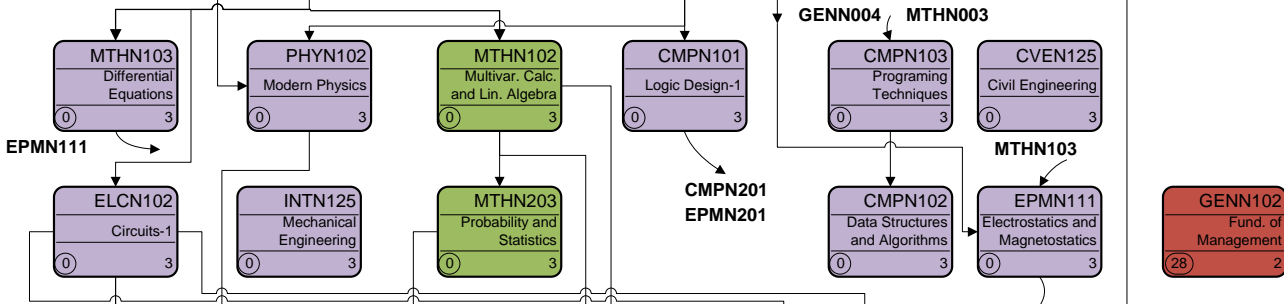 GENN004 MTHN003
MTHN103
Differential
Equations
0 3
PHYN102
Modern Physics
0 3
MTHN102
Multivar. Calc.
and Lin. Algebra
0 3
CMPN101
Logic Design-1
0 3
CMPN103
Programing
Techniques
0 3
CVEN125
Civil Engineering
0 3
EPMN111
MTHN103
CMPN201
EPMN201
ELCN102
Circuits-1
0 3
INTN125
Mechanical
Engineering
0 3
MTHN203
Probability and
Statistics
0 3
CMPN102
Data Structures
and Algorithms
0 3
EPMN111
Electrostatics and
Magnetostatics
0 3
GENN102
Fund. of
Management
28 2